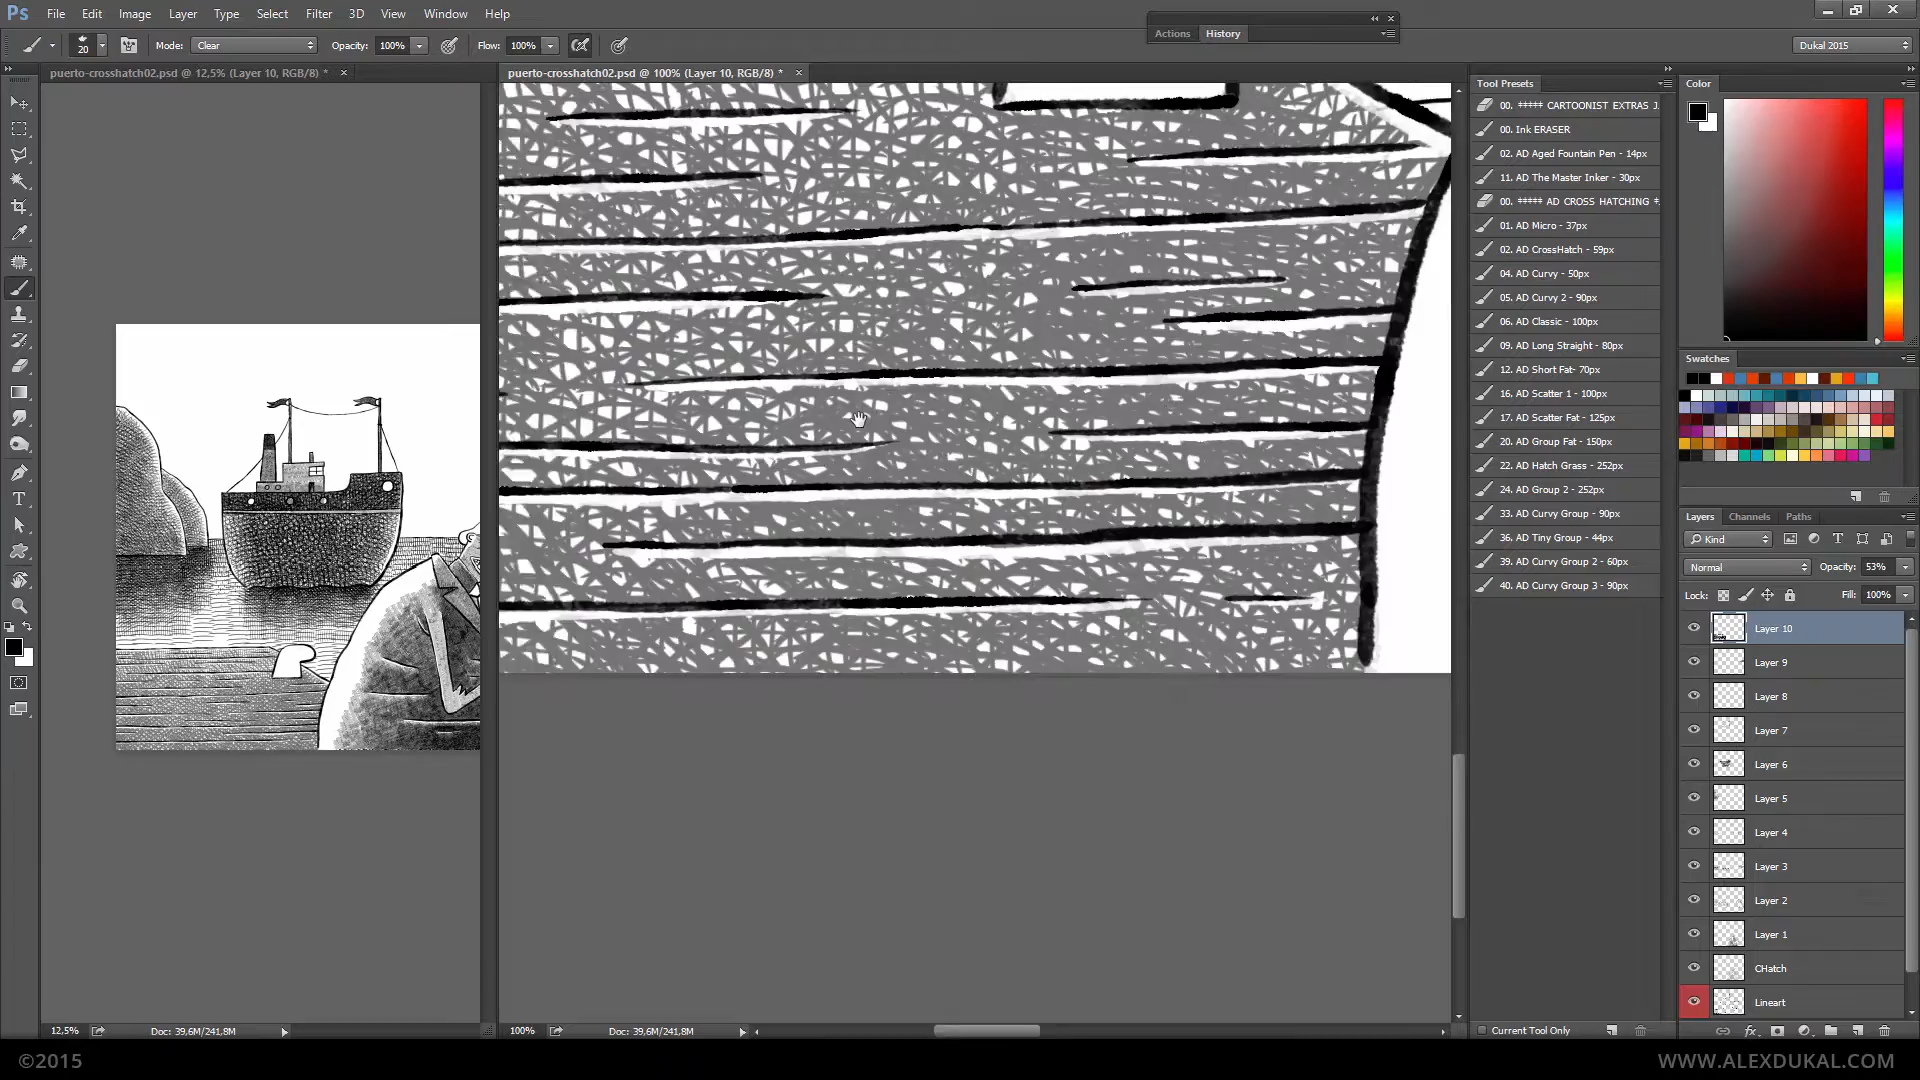 Ps File Edit Image Layer Type Select Filter 3D View Window Help
Actions History
20 Mode: Clear Opacity: 100% Flow: 100%
Dukal 2015
puerto-crosshatch02.psd @ 12,5% (Layer 10, RGB/8) *
puerto-crosshatch02.psd @ 100% (Layer 10, RGB/8) *
Tool Presets
00. ***** CARTOONIST EXTRAS
00. Ink ERASER
02. AD Aged Fountain Pen - 14px
11. AD The Master Inker - 30px
00. ***** AD CROSS HATCHING *
01. AD Micro - 37px
02. AD CrossHatch - 59px
04. AD Curvy - 50px
05. AD Curvy 2 - 90px
06. AD Classic - 100px
09. AD Long Straight - 80px
12. AD Short Fat- 70px
16. AD Scatter 1 - 100px
17. AD Scatter Fat - 125px
20. AD Group Fat - 150px
22. AD Hatch Grass - 252px
24. AD Group 2 - 252px
33. AD Curvy Group - 90px
36. AD Tiny Group - 44px
39. AD Curvy Group 2 - 60px
40. AD Curvy Group 3 - 90px
Current Tool Only
Color
Swatches
Layers Channels Paths
Kind
Normal Opacity: 53%
Lock: Fill: 100%
Layer 10
Layer 9
Layer 8
Layer 7
Layer 6
Layer 5
Layer 4
Layer 3
Layer 2
Layer 1
CHatch
Lineart
fx
12,5% Doc: 39,6M/241,8M
100% Doc: 39,6M/241,8M
©2015
WWW.ALEXDUKAL.COM